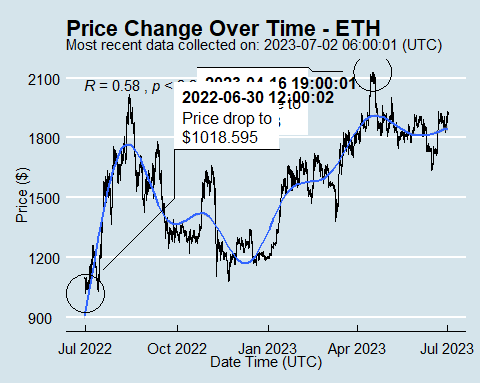 Price Change Over Time - ETH
Most recent data collected on: 2023-07-02 06:00:01 (UTC)
R = 0.58 , p <
2023-04-16 19:00:01
2022-06-30 12:00:02
Price drop to
$1018.595
Price ($)
2100
1800
1500
1200
900
Jul 2022
Oct 2022
Jan 2023
Apr 2023
Jul 2023
Date Time (UTC)